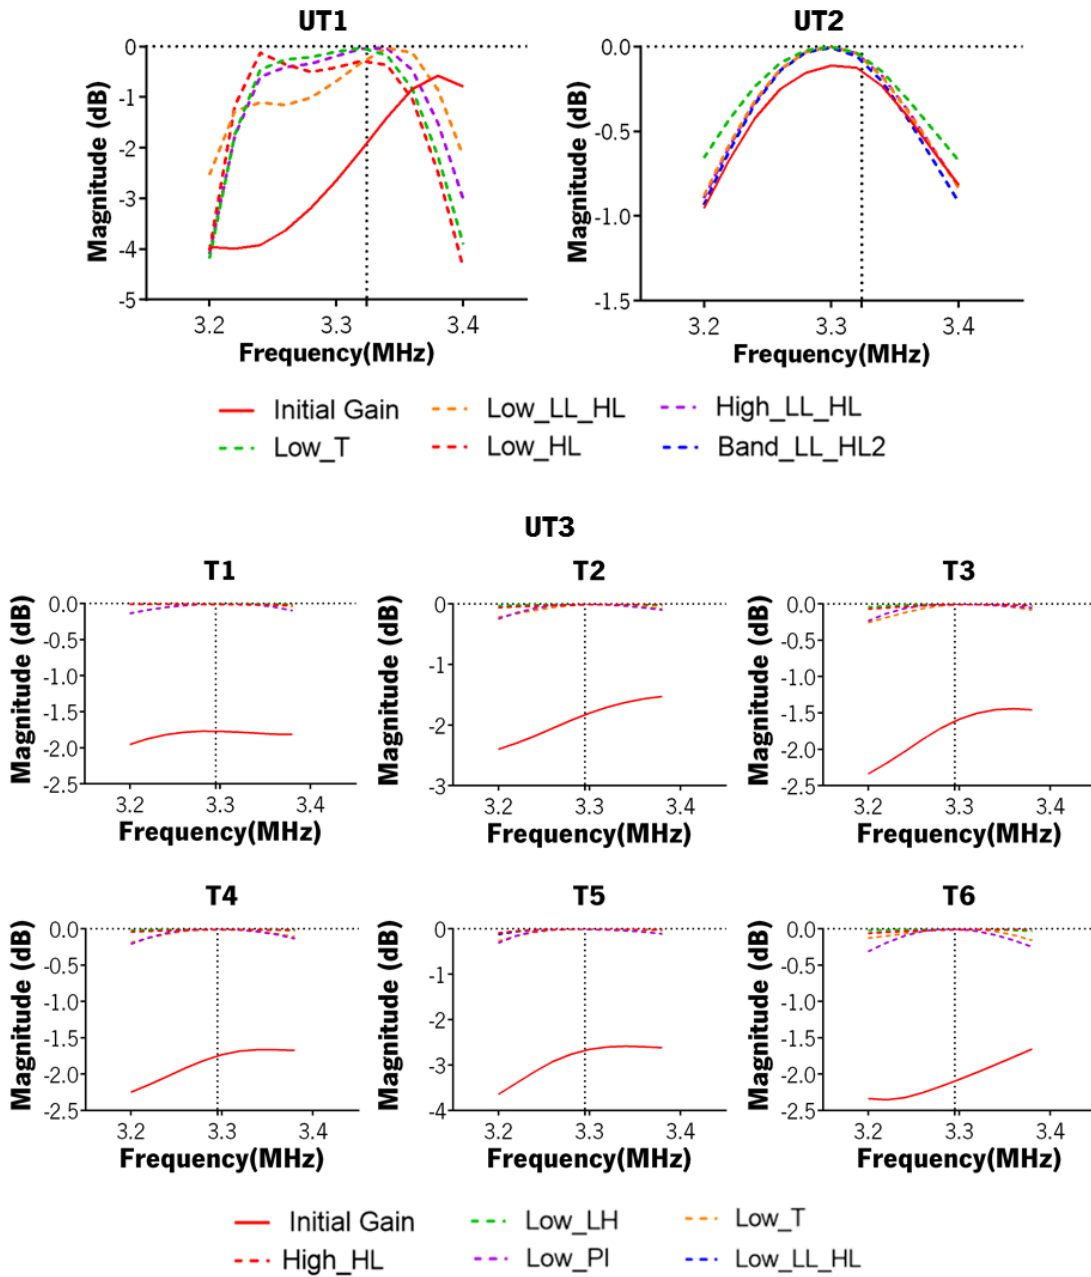 UT1 UT2
0 0.0
-1 -0.5
-2 -1.0
-3 -1.5
-4
-5
Magnitude (dB) Magnitude (dB)
3.2 3.3 3.4 3.2 3.3 3.4
Frequency(MHz) Frequency(MHz)
Initial Gain Low_LL_HL High_LL_HL
Low_T Low_HL Band_LL_HL2
UT3
T1 T2 T3
0.0 0 0.0
-0.5 -1 -0.5
-1.0 -2 -1.0
-1.5 -3 -1.5
-2.0 -2.0
-2.5 -2.5
Magnitude (dB) Magnitude (dB) Magnitude (dB)
3.2 3.3 3.4 3.2 3.3 3.4 3.2 3.3 3.4
Frequency(MHz) Frequency(MHz) Frequency(MHz)
T4 T5 T6
0.0 0 0.0
-0.5 -1 -0.5
-1.0 -2 -1.0
-1.5 -3 -1.5
-2.0 -4 -2.0
-2.5 -2.5
Magnitude (dB) Magnitude (dB) Magnitude (dB)
3.2 3.3 3.4 3.2 3.3 3.4 3.2 3.3 3.4
Frequency(MHz) Frequency(MHz) Frequency(MHz)
Initial Gain Low_LH Low_T
High_HL Low_PI Low_LL_HL